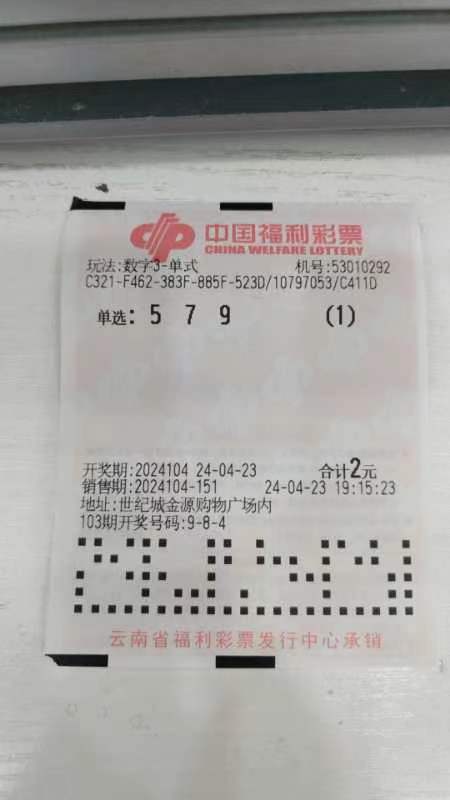 中国福利彩票
CHINA WELFARE LOTTERY
玩法:数字3-单式 机号:53010292
C321-F462-383F-885F-523D/10797053/C411D
单选: 5 7 9 (1)
开奖期:2024104 24-04-23 合计2元
销售期:2024104-151 24-04-23 19:15:23
地址:世纪城金源购物广场内
103期开奖号码:9-8-4
云南省福利彩票发行中心承销